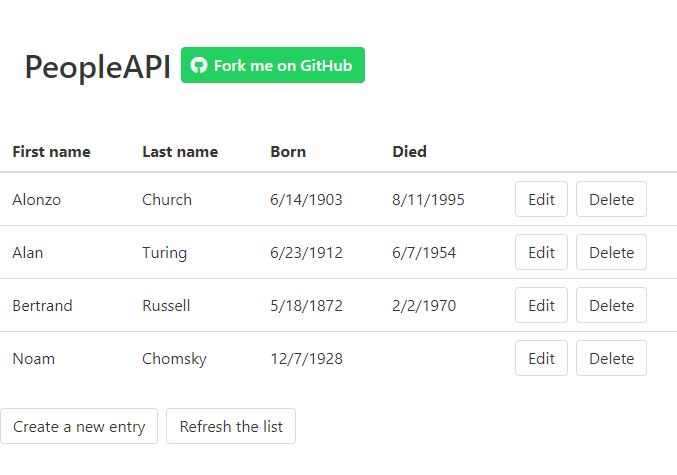 PeopleAPI Fork me on GitHub
First name Last name Born Died
Alonzo Church 6/14/1903 8/11/1995 Edit Delete
Alan Turing 6/23/1912 6/7/1954 Edit Delete
Bertrand Russell 5/18/1872 2/2/1970 Edit Delete
Noam Chomsky 12/7/1928 Edit Delete
Create a new entry Refresh the list